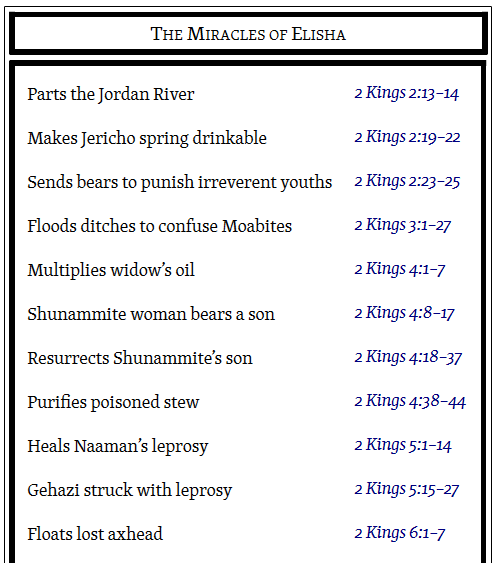 The Miracles of Elisha
Parts the Jordan River 2 Kings 2:13–14
Makes Jericho spring drinkable 2 Kings 2:19–22
Sends bears to punish irreverent youths 2 Kings 2:23–25
Floods ditches to confuse Moabites 2 Kings 3:1–27
Multiplies widow’s oil 2 Kings 4:1–7
Shunammite woman bears a son 2 Kings 4:8–17
Resurrects Shunammite’s son 2 Kings 4:18–37
Purifies poisoned stew 2 Kings 4:38–44
Heals Naaman’s leprosy 2 Kings 5:1–14
Gehazi struck with leprosy 2 Kings 5:15–27
Floats lost axhead 2 Kings 6:1–7